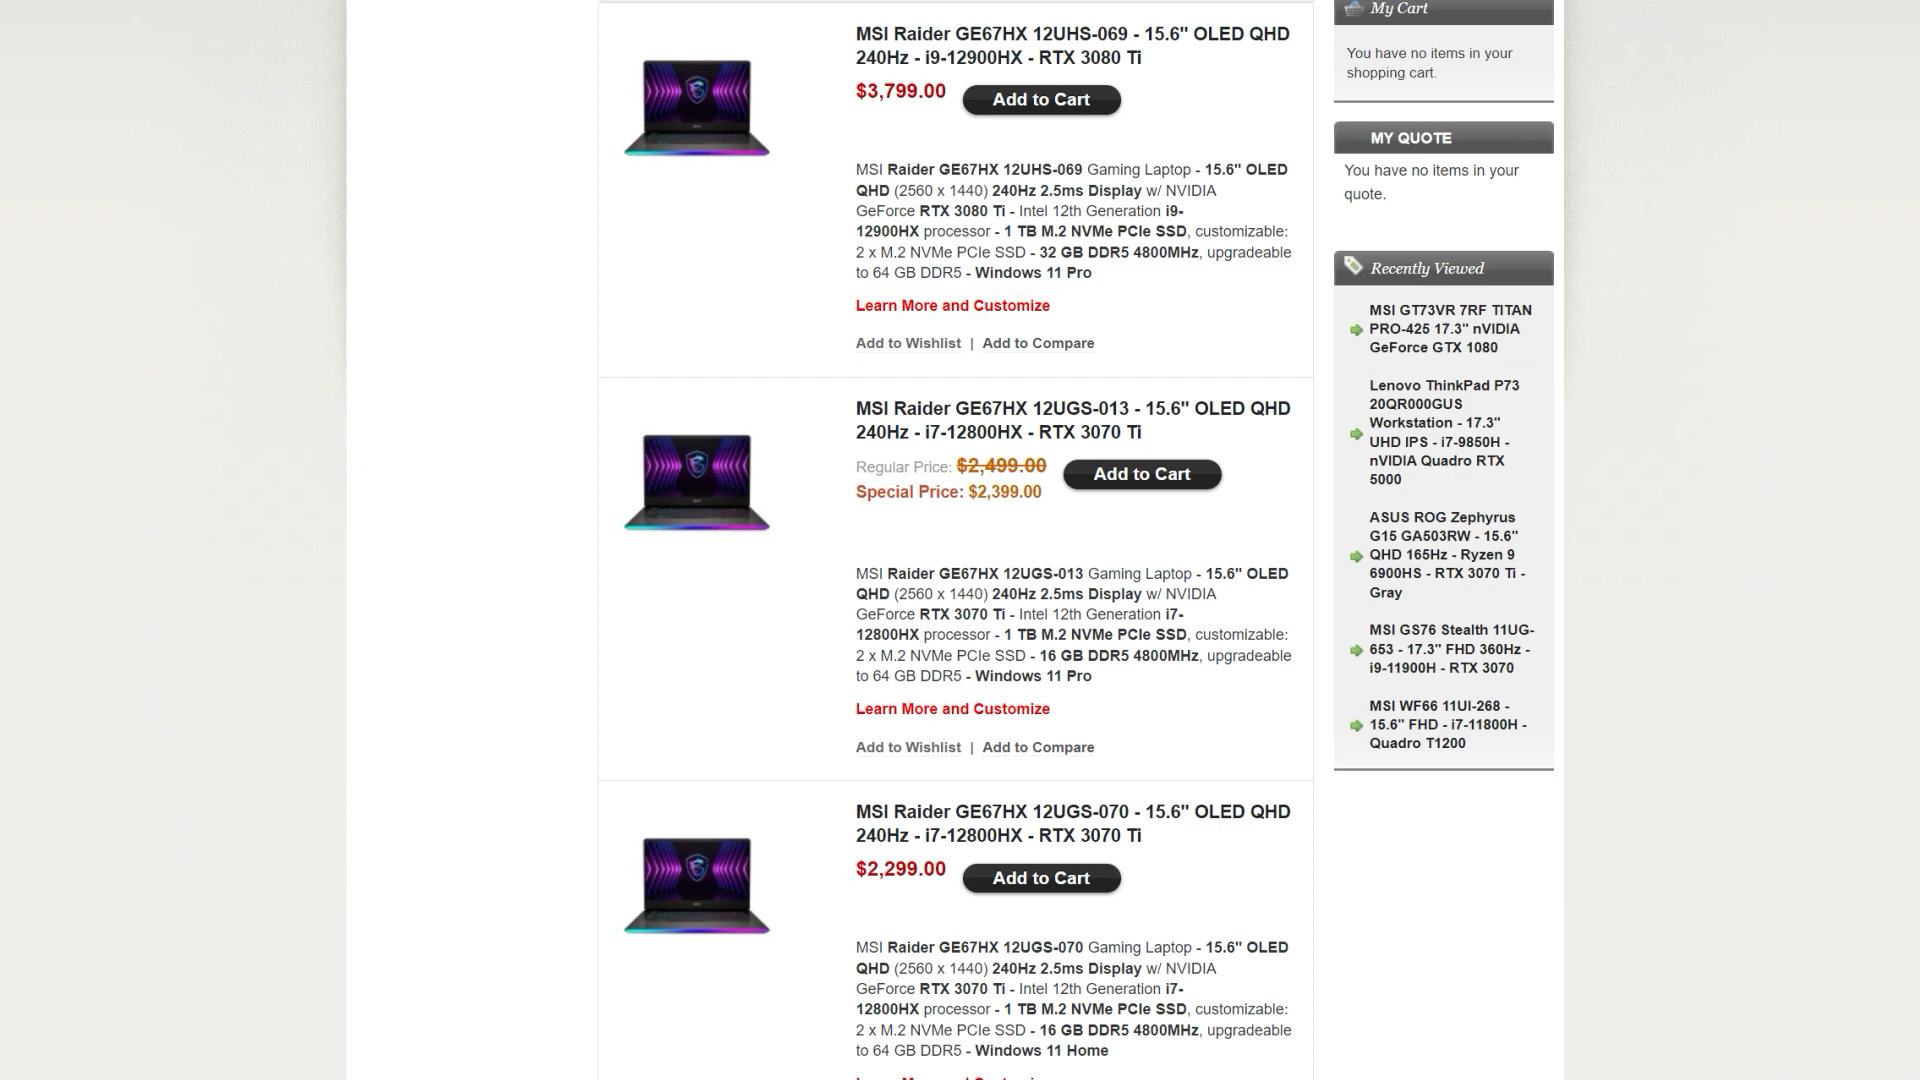 MSI Raider GE67HX 12UHS-069 - 15.6" OLED QHD
240Hz - i9-12900HX - RTX 3080 Ti
$3,799.00
Add to Cart
MSI Raider GE67HX 12UHS-069 Gaming Laptop - 15.6" OLED
QHD (2560 x 1440) 240Hz 2.5ms Display w/ NVIDIA
GeForce RTX 3080 Ti - Intel 12th Generation i9-
12900HX processor - 1 TB M.2 NVMe PCIe SSD, customizable:
2 x M.2 NVMe PCIe SSD - 32 GB DDR5 4800MHz, upgradeable
to 64 GB DDR5 - Windows 11 Pro
Learn More and Customize
Add to Wishlist | Add to Compare
MSI Raider GE67HX 12UGS-013 - 15.6" OLED QHD
240Hz - i7-12800HX - RTX 3070 Ti
Regular Price: $2,499.00
Special Price: $2,399.00
Add to Cart
MSI Raider GE67HX 12UGS-013 Gaming Laptop - 15.6" OLED
QHD (2560 x 1440) 240Hz 2.5ms Display w/ NVIDIA
GeForce RTX 3070 Ti - Intel 12th Generation i7-
12800HX processor - 1 TB M.2 NVMe PCIe SSD, customizable:
2 x M.2 NVMe PCIe SSD - 16 GB DDR5 4800MHz, upgradeable
to 64 GB DDR5 - Windows 11 Pro
Learn More and Customize
Add to Wishlist | Add to Compare
MSI Raider GE67HX 12UGS-070 - 15.6" OLED QHD
240Hz - i7-12800HX - RTX 3070 Ti
$2,299.00
Add to Cart
MSI Raider GE67HX 12UGS-070 Gaming Laptop - 15.6" OLED
QHD (2560 x 1440) 240Hz 2.5ms Display w/ NVIDIA
GeForce RTX 3070 Ti - Intel 12th Generation i7-
12800HX processor - 1 TB M.2 NVMe PCIe SSD, customizable:
2 x M.2 NVMe PCIe SSD - 16 GB DDR5 4800MHz, upgradeable
to 64 GB DDR5 - Windows 11 Home
My Cart
You have no items in your
shopping cart.
MY QUOTE
You have no items in your
quote.
Recently Viewed
MSI GT73VR 7RF TITAN
PRO-425 17.3" nVIDIA
GeForce GTX 1080
Lenovo ThinkPad P73
20QR000GUS
Workstation - 17.3"
UHD IPS - i7-9850H -
nVIDIA Quadro RTX
5000
ASUS ROG Zephyrus
G15 GA503RW - 15.6"
QHD 165Hz - Ryzen 9
6900HS - RTX 3070 Ti -
Gray
MSI GS76 Stealth 11UG-
653 - 17.3" FHD 360Hz -
i9-11900H - RTX 3070
MSI WF66 11UI-268 -
15.6" FHD - i7-11800H -
Quadro T1200